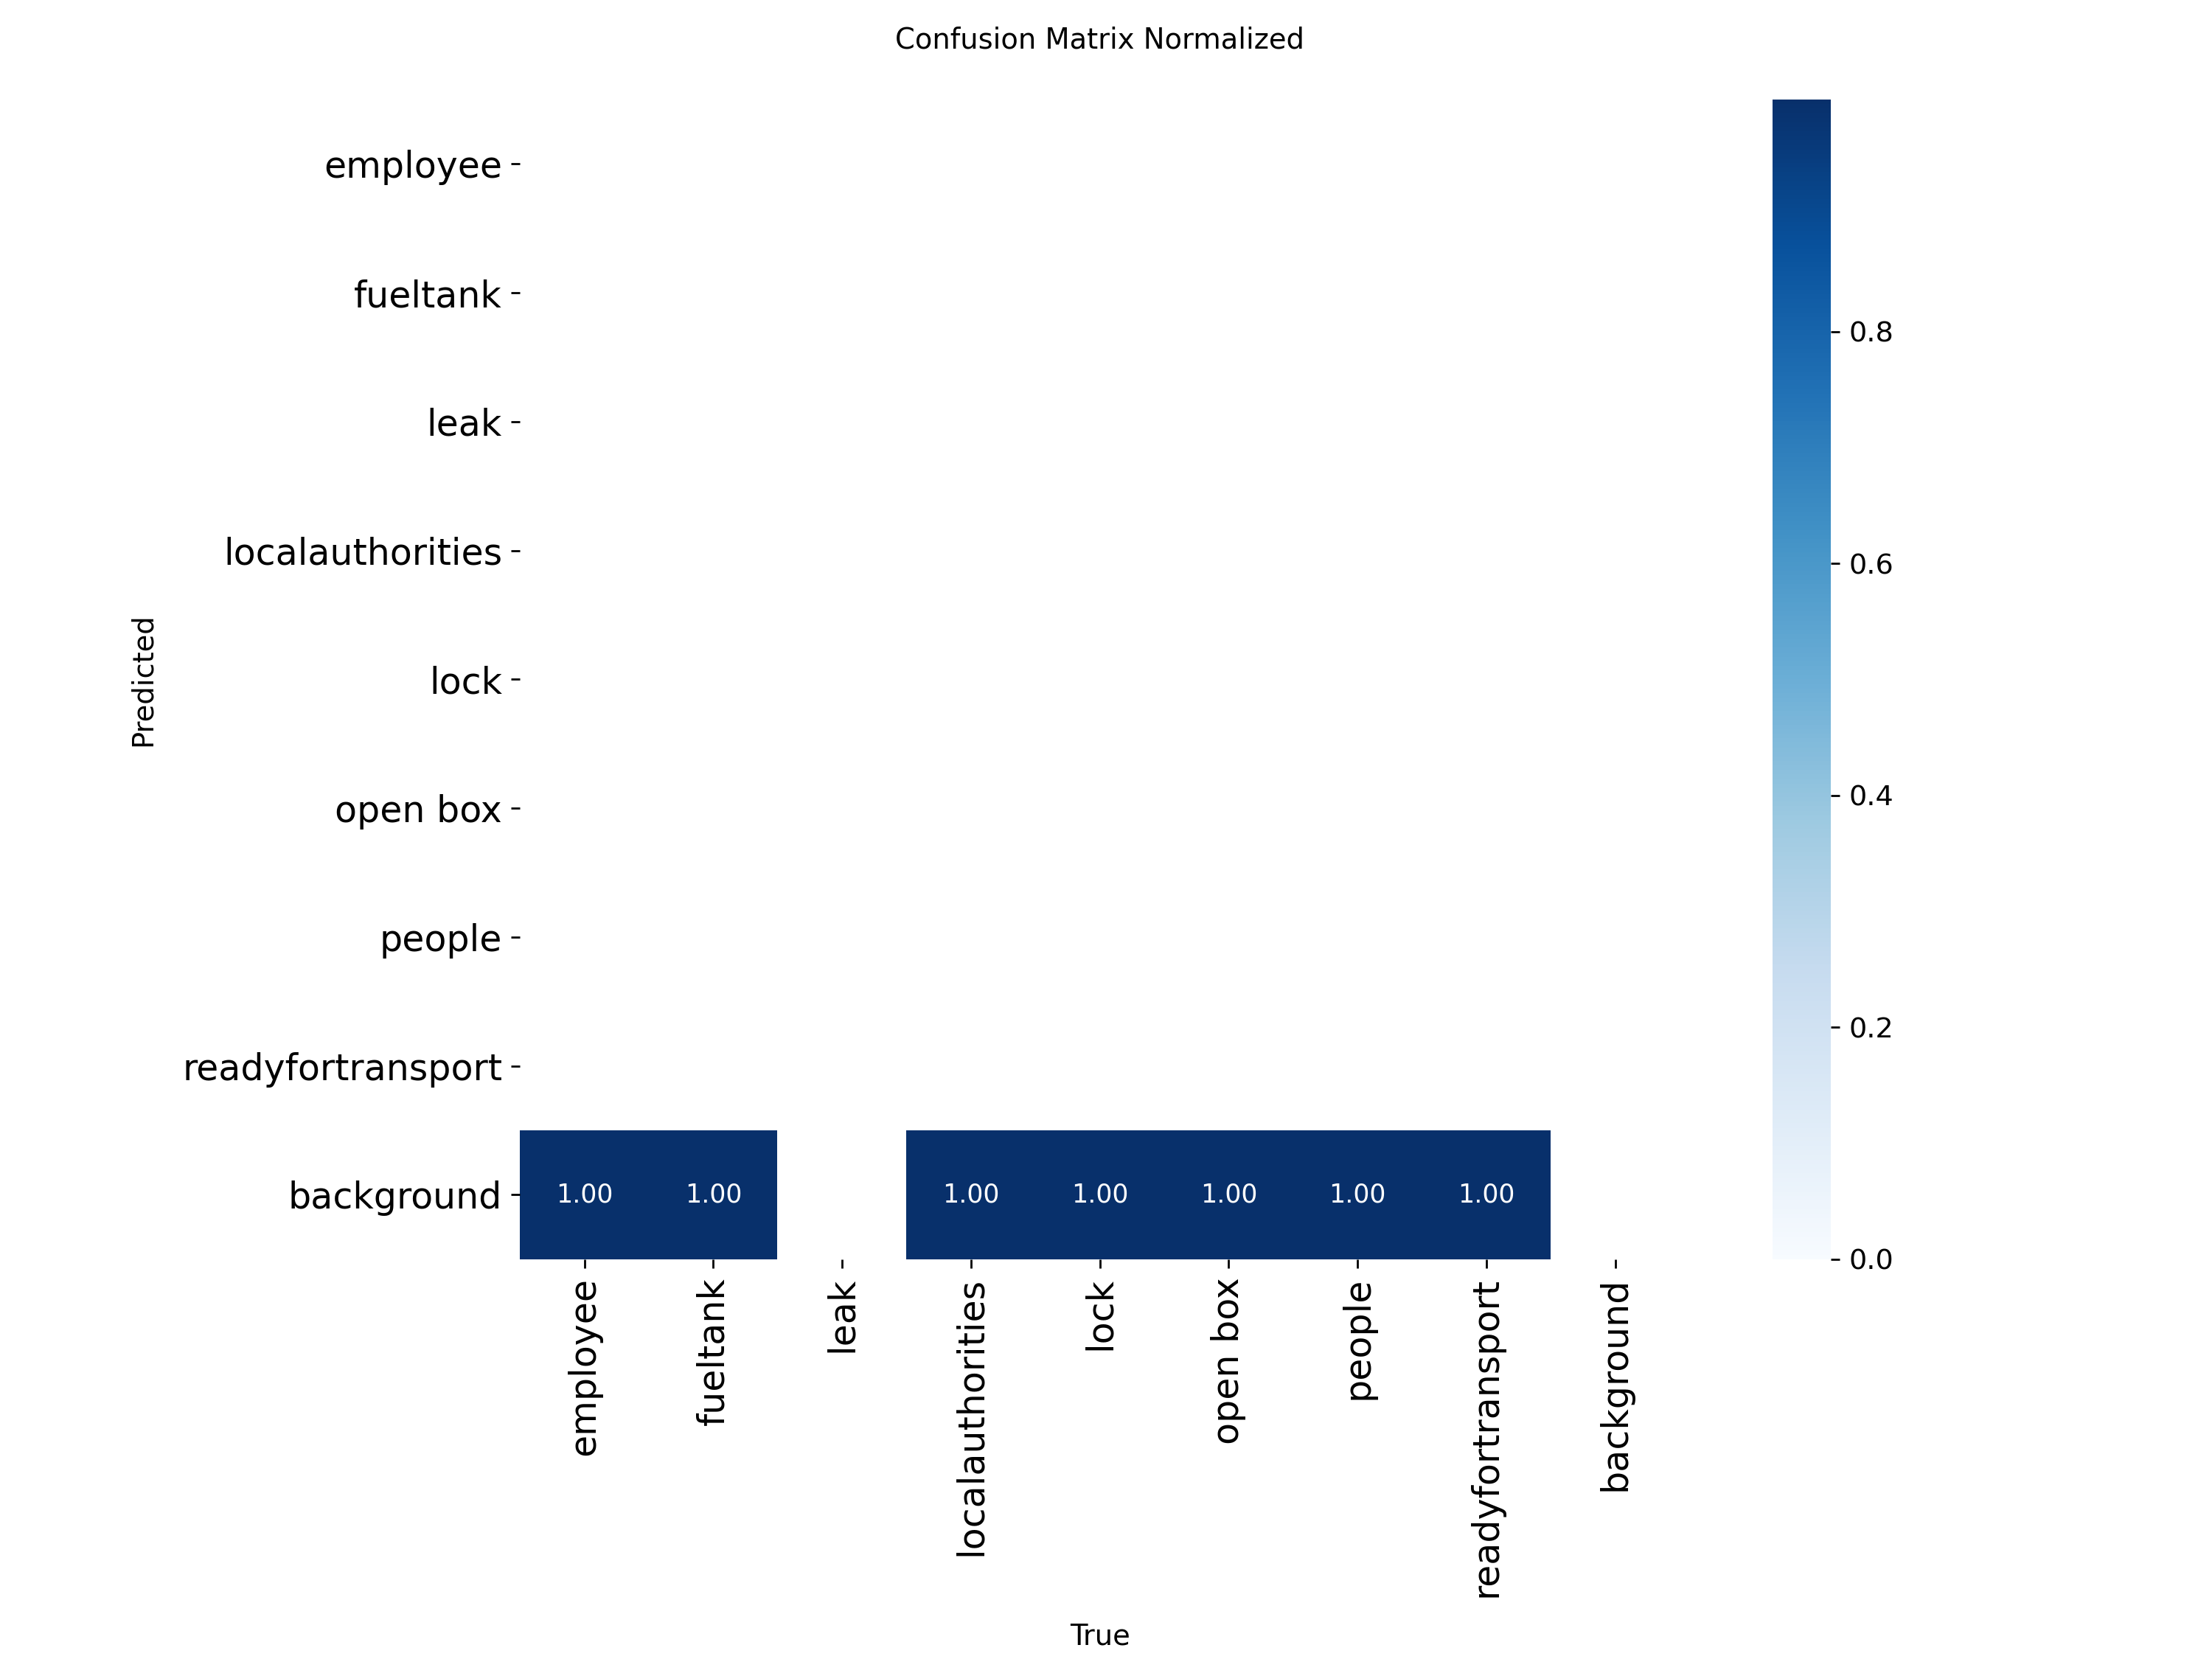 Confusion Matrix Normalized
employee
fueltank
leak
localauthorities
lock
open box
people
readyfortransport
background
Predicted
1.00 1.00 1.00 1.00 1.00 1.00 1.00
employee
fueltank
leak
localauthorities
lock
open box
people
readyfortransport
background
True
0.8
0.6
0.4
0.2
0.0